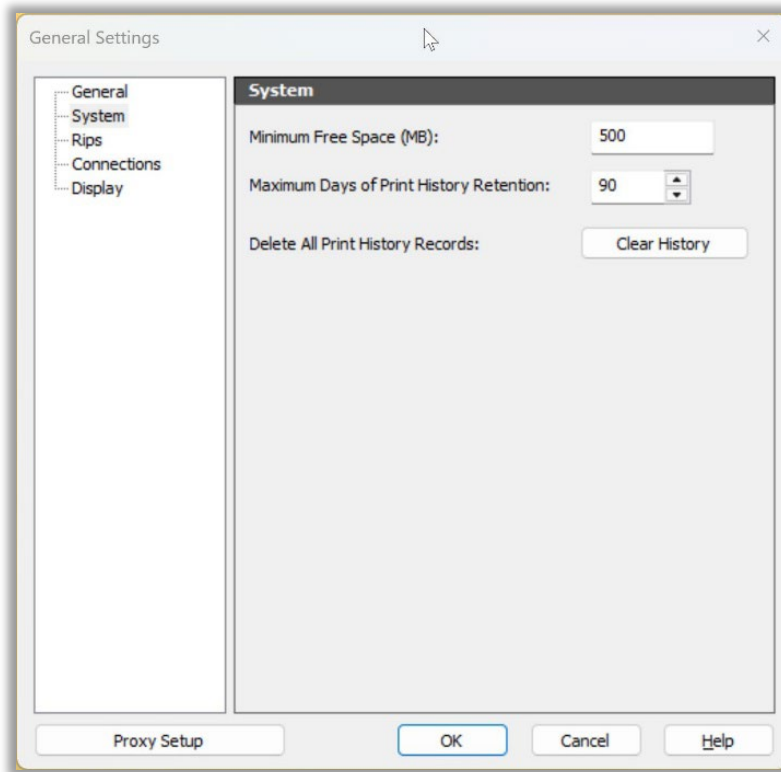 General Settings
General
System
Rips
Connections
Display
System
Minimum Free Space (MB): 500
Maximum Days of Print History Retention: 90
Delete All Print History Records: Clear History
Proxy Setup OK Cancel Help